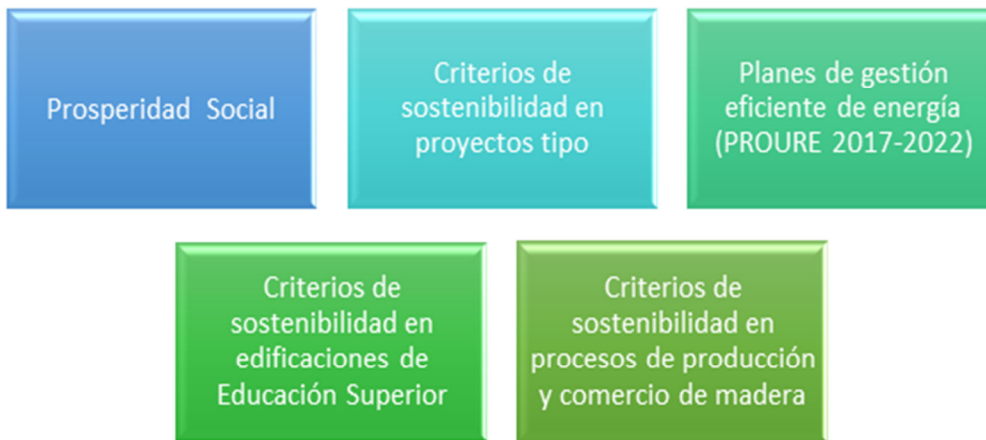 Prosperidad Social
Criterios de
sostenibilidad en
proyectos tipo
Planes de gestión
eficiente de energía
(PROURE 2017-2022)
Criterios de
sostenibilidad en
edificaciones de
Educación Superior
Criterios de
sostenibilidad en
procesos de producción
y comercio de madera